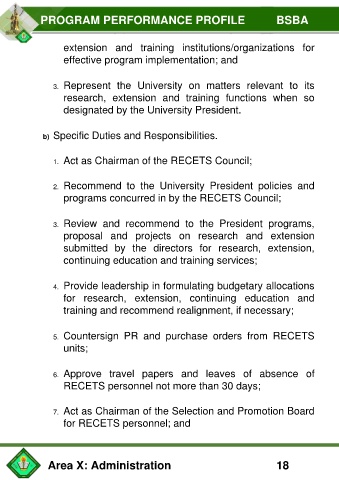 PROGRAM PERFORMANCE PROFILE BSBA
extension and training institutions/organizations for
effective program implementation; and
3. Represent the University on matters relevant to its
research, extension and training functions when so
designated by the University President.
b) Specific Duties and Responsibilities.
1. Act as Chairman of the RECETS Council;
2. Recommend to the University President policies and
programs concurred in by the RECETS Council;
3. Review and recommend to the President programs,
proposal and projects on research and extension
submitted by the directors for research, extension,
continuing education and training services;
4. Provide leadership in formulating budgetary allocations
for research, extension, continuing education and
training and recommend realignment, if necessary;
5. Countersign PR and purchase orders from RECETS
units;
6. Approve travel papers and leaves of absence of
RECETS personnel not more than 30 days;
7. Act as Chairman of the Selection and Promotion Board
for RECETS personnel; and
Area X: Administration 18